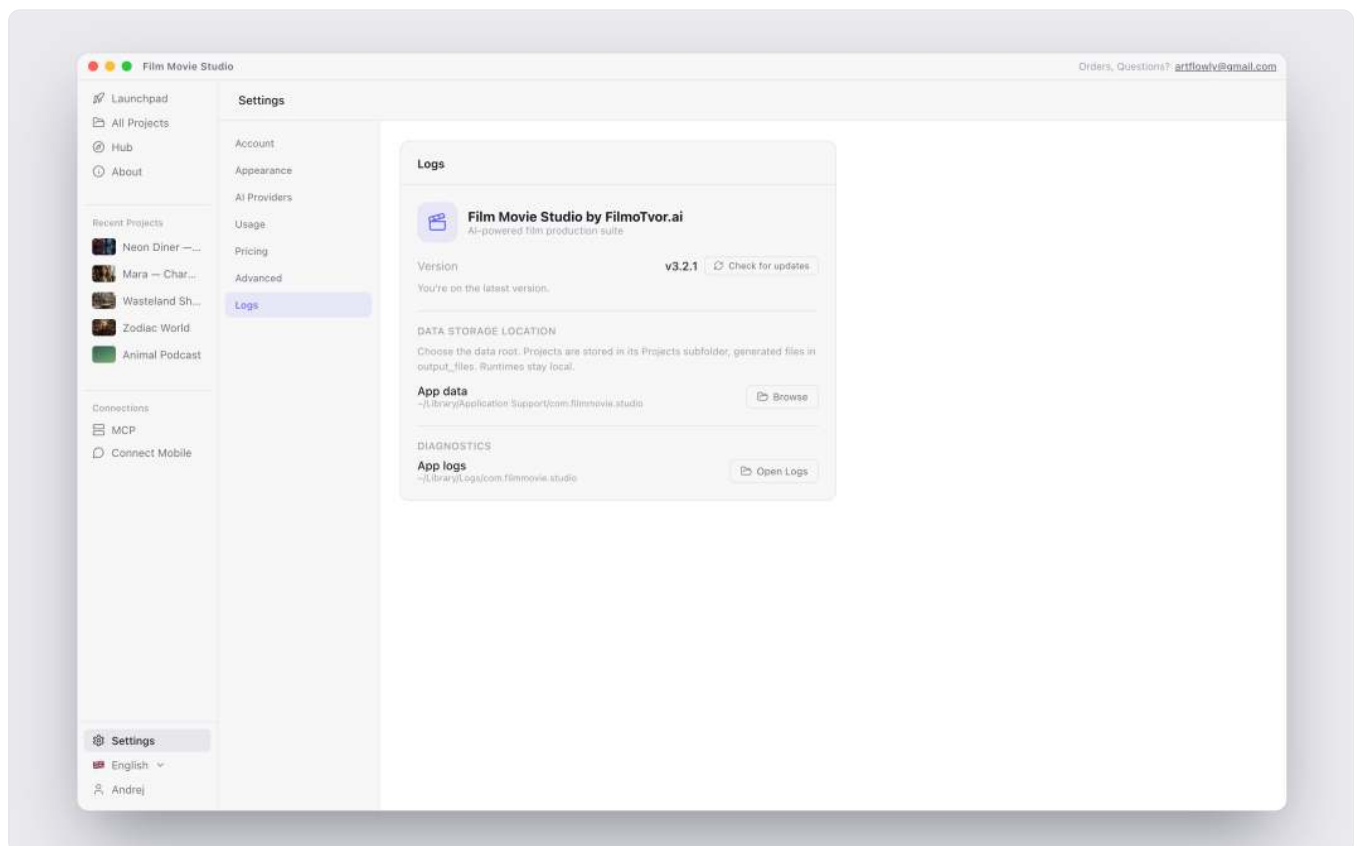 Film Movie Studio
Orders, Questions? artflowly@gmail.com
Launchpad
All Projects
Hub
About
Recent Projects
Neon Diner —...
Mara — Char...
Wasteland Sh...
Zodiac World
Animal Podcast
Connections
MCP
Connect Mobile
Settings
English
Andrej
Settings
Account
Appearance
AI Providers
Usage
Pricing
Advanced
Logs
Logs
Film Movie Studio by FilmoTvor.ai
AI-powered film production suite
Version v3.2.1 Check for updates
You're on the latest version.
DATA STORAGE LOCATION
Choose the data root. Projects are stored in its Projects subfolder, generated files in
output_files. Runtimes stay local.
App data
~/Library/Application Support/com.filmmovie.studio
Browse
DIAGNOSTICS
App logs
~/Library/Logs/com.filmmovie.studio
Open Logs